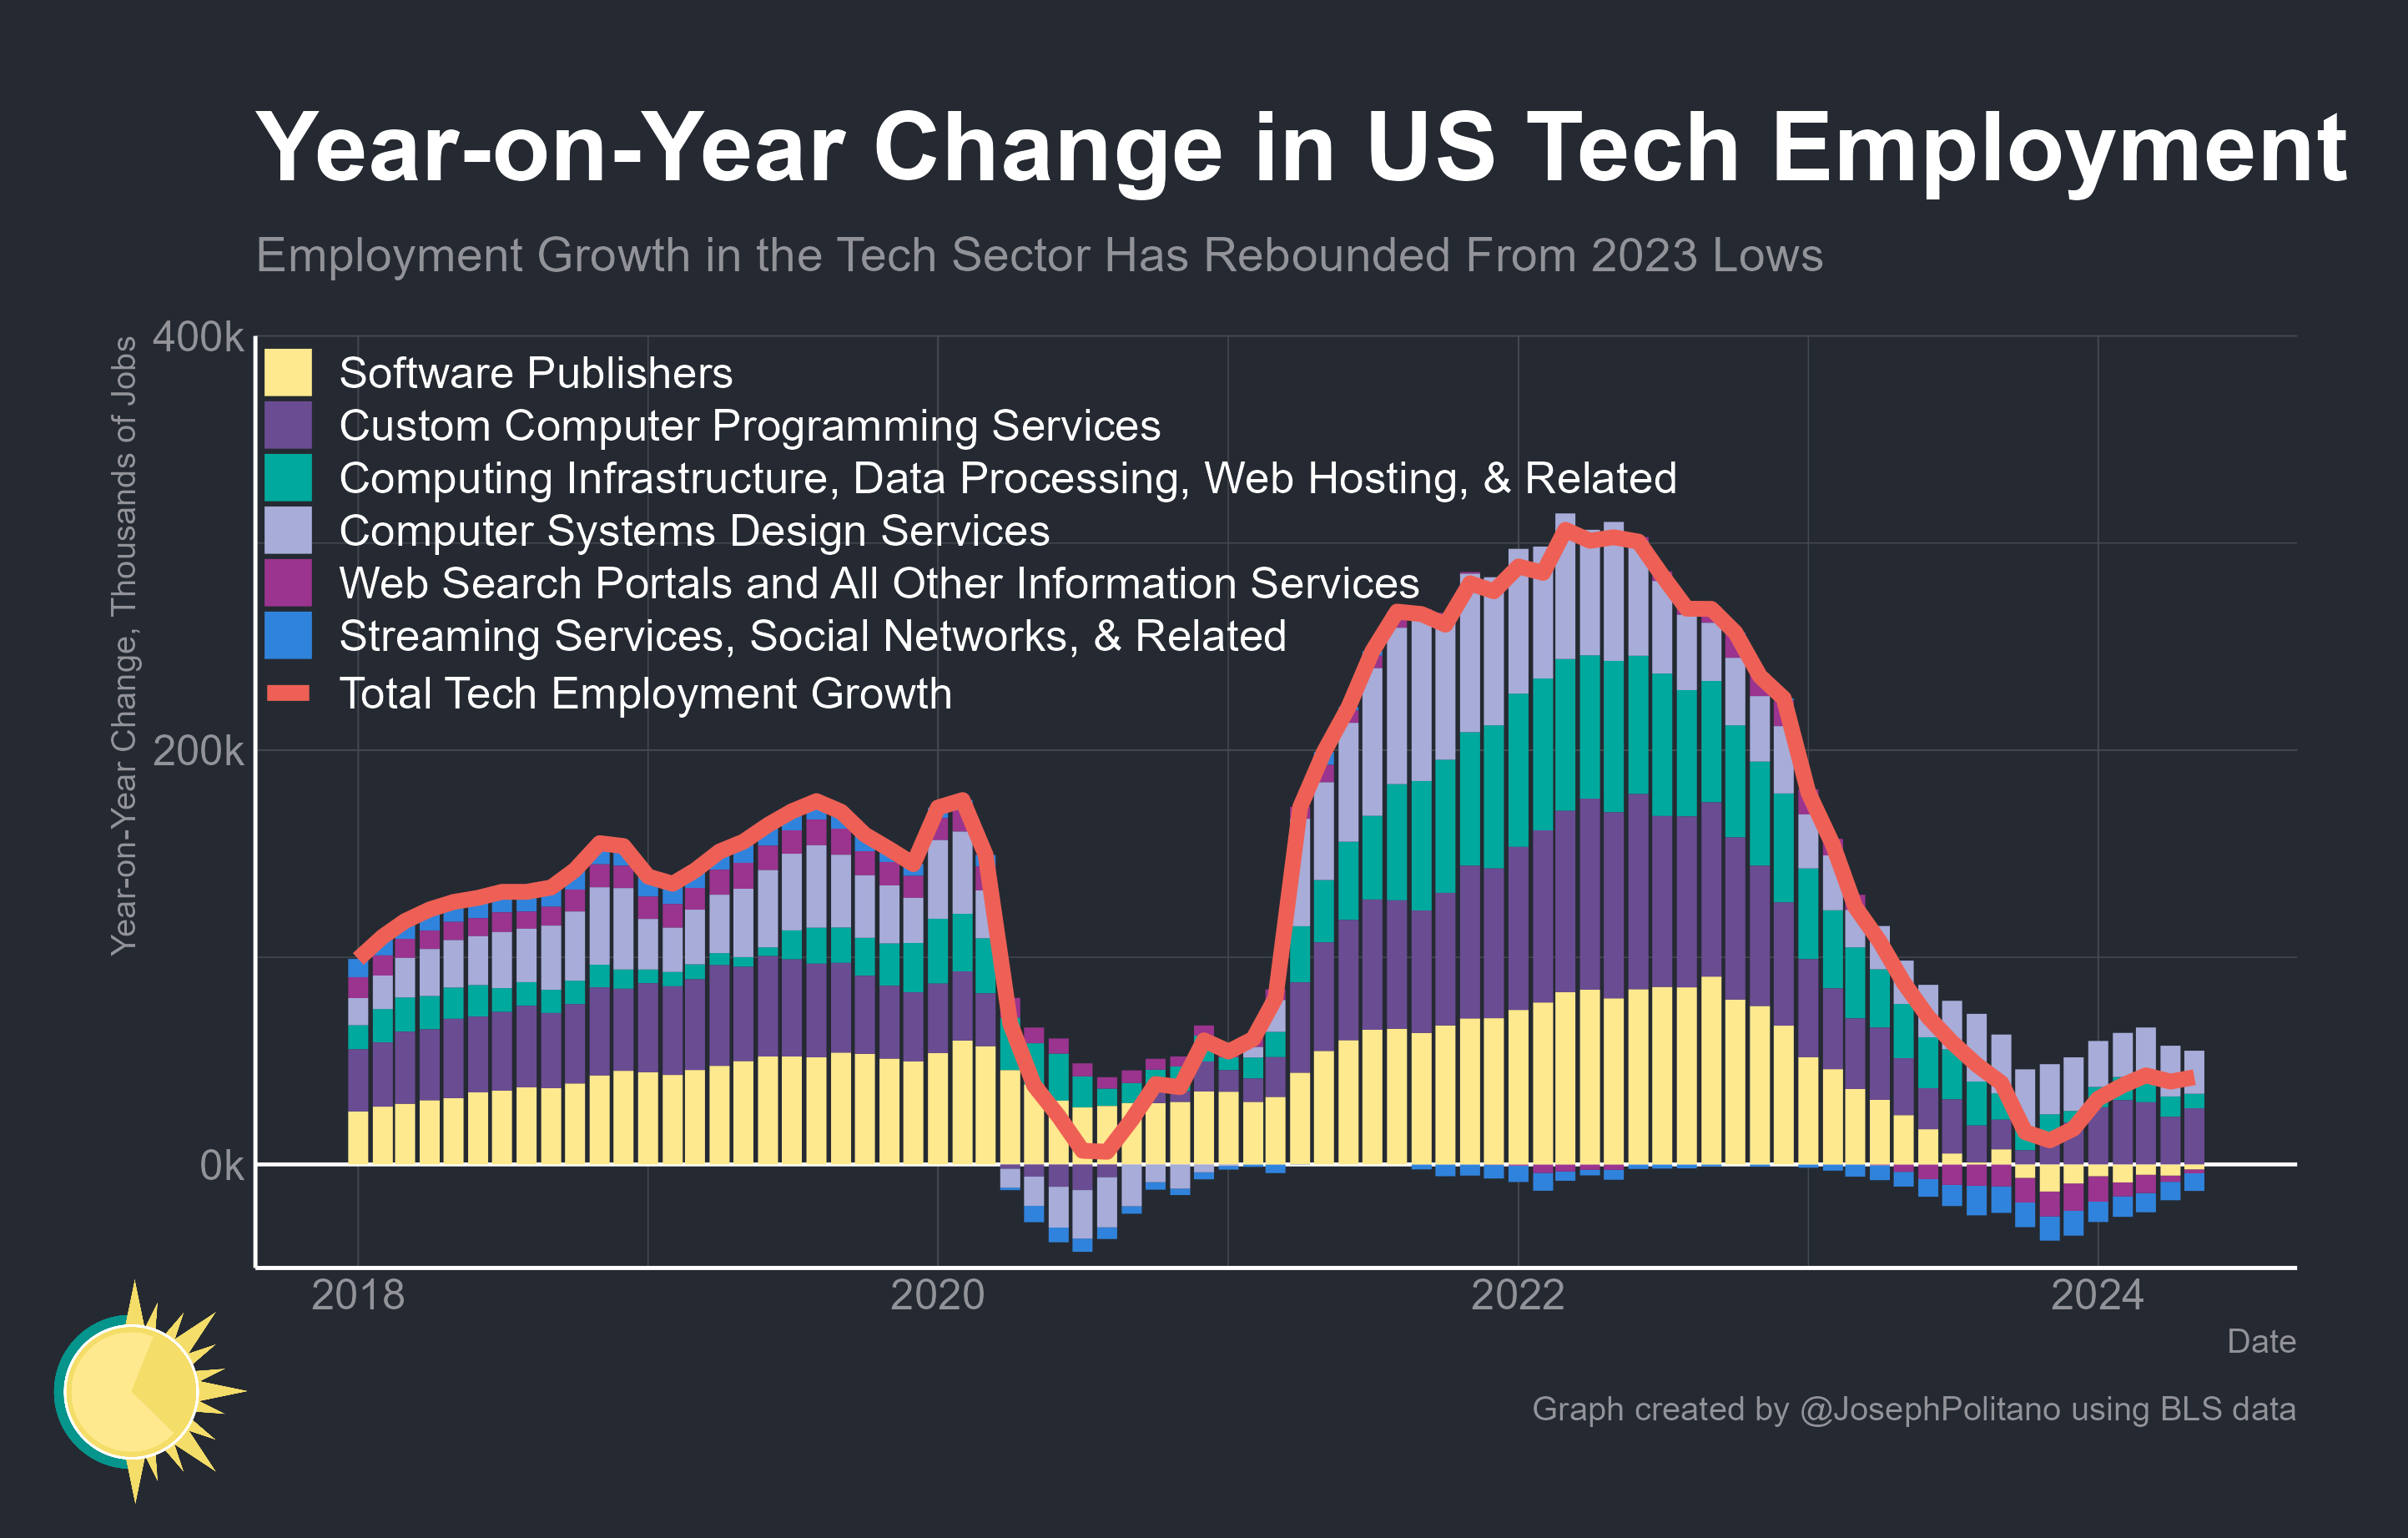 Year-on-Year Change in US Tech Employment
Employment Growth in the Tech Sector Has Rebounded From 2023 Lows
Year-on-Year Change, Thousands of Jobs
400k
200k
0k
Software Publishers
Custom Computer Programming Services
Computing Infrastructure, Data Processing, Web Hosting, & Related
Computer Systems Design Services
Web Search Portals and All Other Information Services
Streaming Services, Social Networks, & Related
Total Tech Employment Growth
2018
2020
2022
2024
Date
Graph created by @JosephPolitano using BLS data